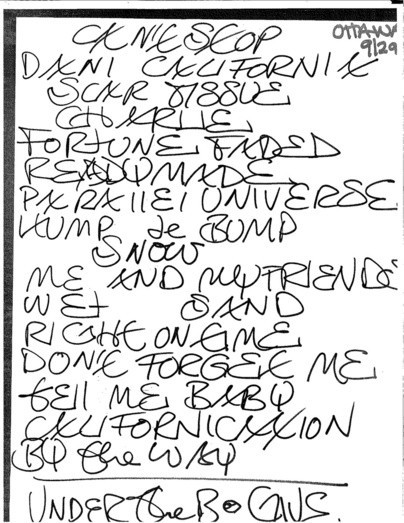 CAN'T STOP
OTTAWA
9/29
DANI CALIFORNIA
SCAR TISSUE
CHARLIE
FORTUNE FADED
READYMADE
PARALLEL UNIVERSE
HUMP de BUMP
SNOW
ME AND MY FRIENDS
WET SAND
RIGHT ON TIME
DON'T FORGET ME
tell ME BABY
CALIFORNICATION
BY the WAY
UNDER the B